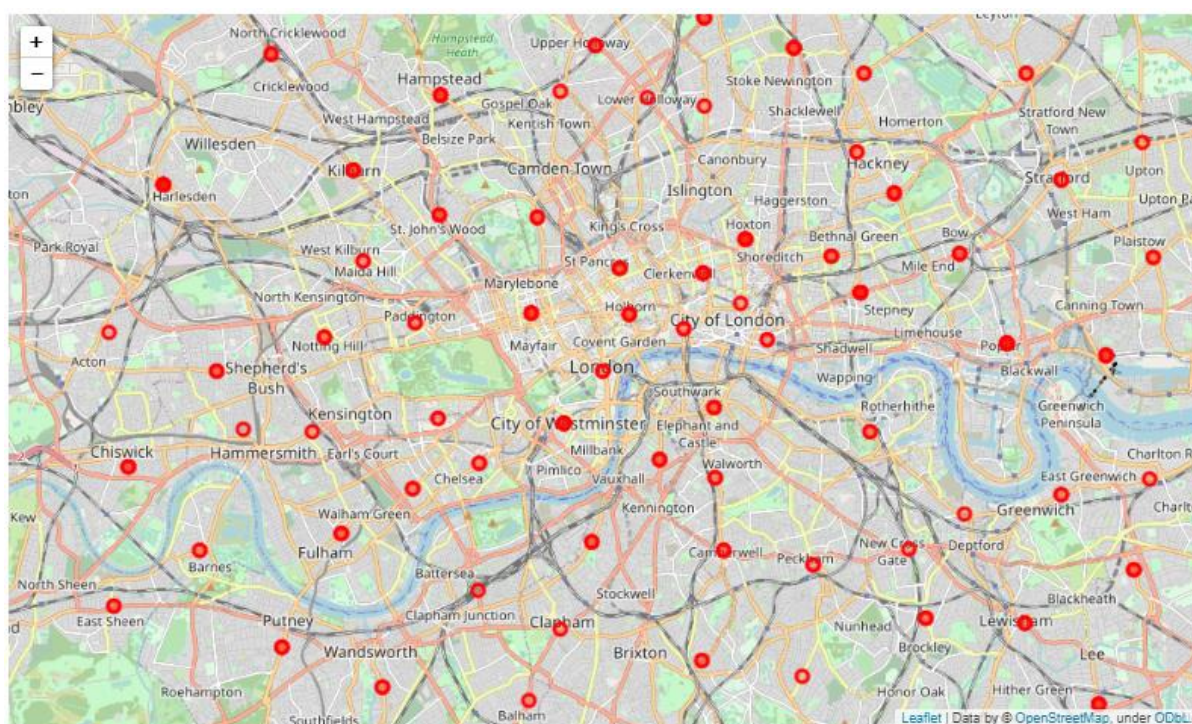 Leyton
+
North Cricklewood
Hampstead
Heath
Upper Holloway
−
Hampstead
Stoke Newington
Cricklewood
Gospel Oak
Lower Holloway
mbley
Shacklewell
Stratford New
Town
West Hampstead
Kentish Town
Homerton
Belsize Park
Willesden
Canonbury
Hackney
Kilburn
Camden Town
Upton
Stratford
Harlesden
Islington
Haggerston
West Ham
Upton Pa
St. John's Wood
King's Cross
Hoxton
Bow
Park Royal
West Kilburn
Bethnal Green
Plaistow
Maida Hill
St Pancras
Clerkenwell
Shoreditch
Mile End
Marylebone
North Kensington
Holborn
Stepney
Canning Town
Paddington
City of London
Limehouse
Notting Hill
Mayfair
Covent Garden
Shadwell
Poplar
Acton
Shepherd's
Bush
London
Blackwall
Wapping
Southwark
Kensington
Rotherhithe
Greenwich
Peninsula
City of Westminster
Elephant and
Castle
Chiswick
Hammersmith
Earl's Court
Millbank
Charlton R
Pimlico
Walworth
Chelsea
Vauxhall
East Greenwich
Kew
Walham Green
Kennington
Greenwich
Charlt
Fulham
Camberwell
Peckham
New Cross
Gate
Deptford
Barnes
North Sheen
Battersea
Stockwell
Blackheath
East Sheen
Putney
Clapham Junction
Clapham
Nunhead
Lewisham
Wandsworth
Brixton
Brockley
Lee
Roehampton
Honor Oak
Hither Green
Southfields
Balham
Leaflet | Data by © OpenStreetMap, under ODbL.